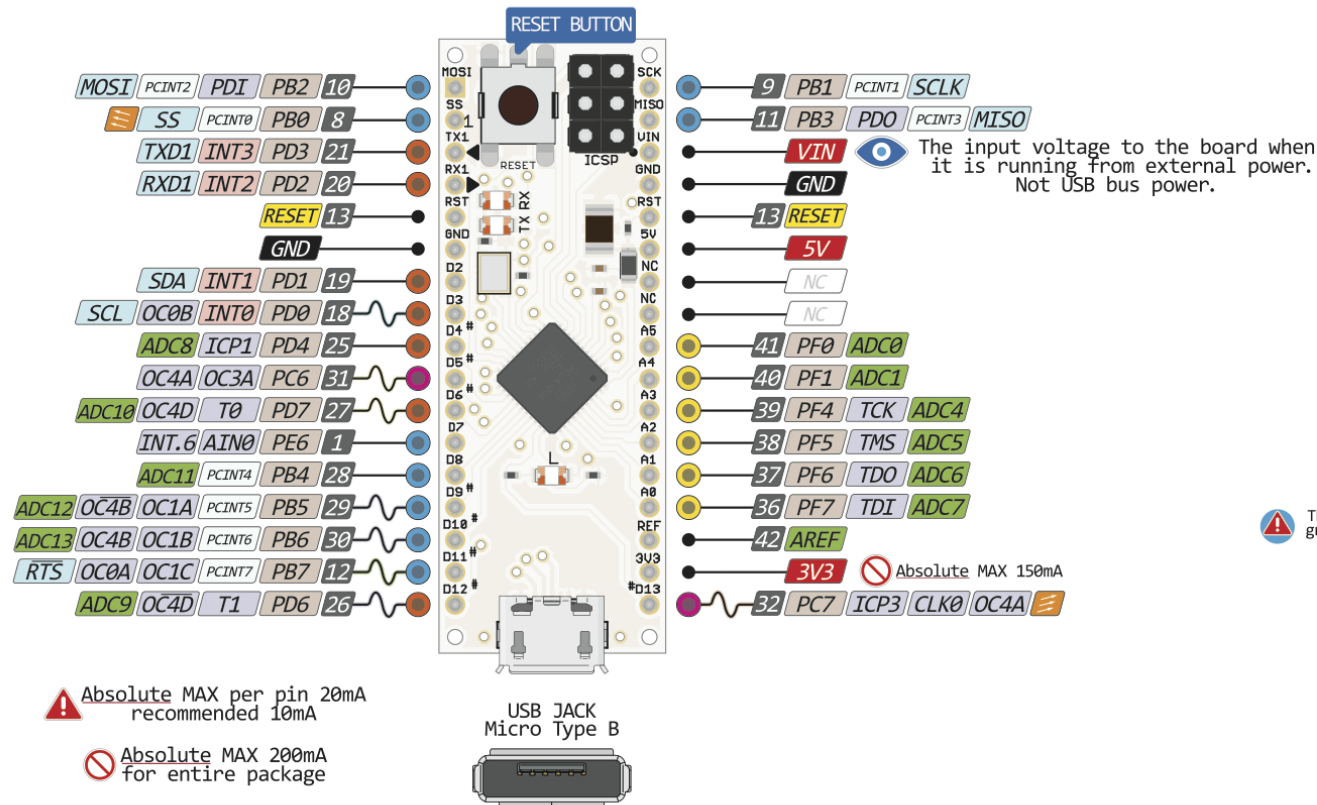 RESET BUTTON
MOSI PCINT2 PDI PB2 10
SS PCINT0 PB0 8
TXD1 INT3 PD3 21
RXD1 INT2 PD2 20
RESET 13
GND
SDA INT1 PD1 19
SCL OC0B INT0 PD0 18
ADC8 ICP1 PD4 25
OC4A OC3A PC6 31
ADC10 OC4D T0 PD7 27
INT.6 AIN0 PE6 1
ADC11 PCINT4 PB4 28
ADC12 OC4B OC1A PCINT5 PB5 29
ADC13 OC4B OC1B PCINT6 PB6 30
RTS OC0A OC1C PCINT7 PB7 12
ADC9 OC4D T1 PD6 26
MOSI
SS
1
TX1
RX1
RST
GND
D2
D3
D4#
D5#
D6#
D7
D8
D9#
D10#
D11#
D12#
RESET
ICSP
TX RX
L
SCK
MISO
VIN
GND
RST
5V
NC
NC
A5
A4
A3
A2
A1
A0
REF
3V3
#D13
9 PB1 PCINT1 SCLK
11 PB3 PDO PCINT3 MISO
VIN
The input voltage to the board when
it is running from external power.
Not USB bus power.
GND
13 RESET
5V
NC
NC
41 PF0 ADC0
40 PF1 ADC1
39 PF4 TCK ADC4
38 PF5 TMS ADC5
37 PF6 TDO ADC6
36 PF7 TDI ADC7
42 AREF
3V3 Absolute MAX 150mA
32 PC7 ICP3 CLK0 OC4A
Absolute MAX per pin 20mA
recommended 10mA
Absolute MAX 200mA
for entire package
USB JACK
Micro Type B